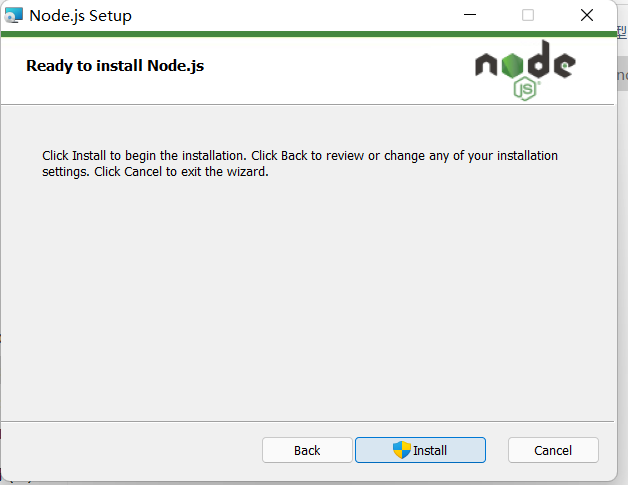 Node.js Setup
Ready to install Node.js
node
JS
Click Install to begin the installation. Click Back to review or change any of your installation
settings. Click Cancel to exit the wizard.
Back
Install
Cancel